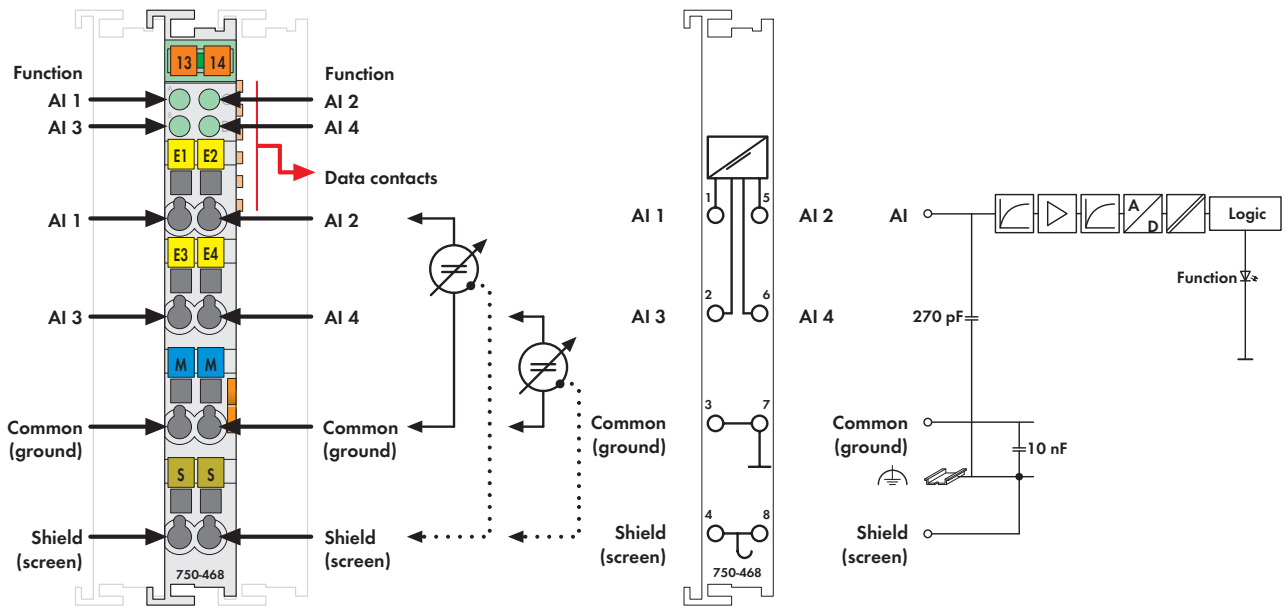 13 14
Function
Function
AI 1
AI 2
AI 3
AI 4
E1 E2
Data contacts
AI 1
AI 2
E3 E4
AI 3
AI 4
M M
Common
(ground)
Common
(ground)
S S
Shield
(screen)
Shield
(screen)
750-468
1 5
AI 1
AI 2
2 6
AI 3
AI 4
3 7
Common
(ground)
4 8
Shield
(screen)
750-468
AI
A
D
Logic
Function
270 pF
Common
(ground)
10 nF
Shield
(screen)